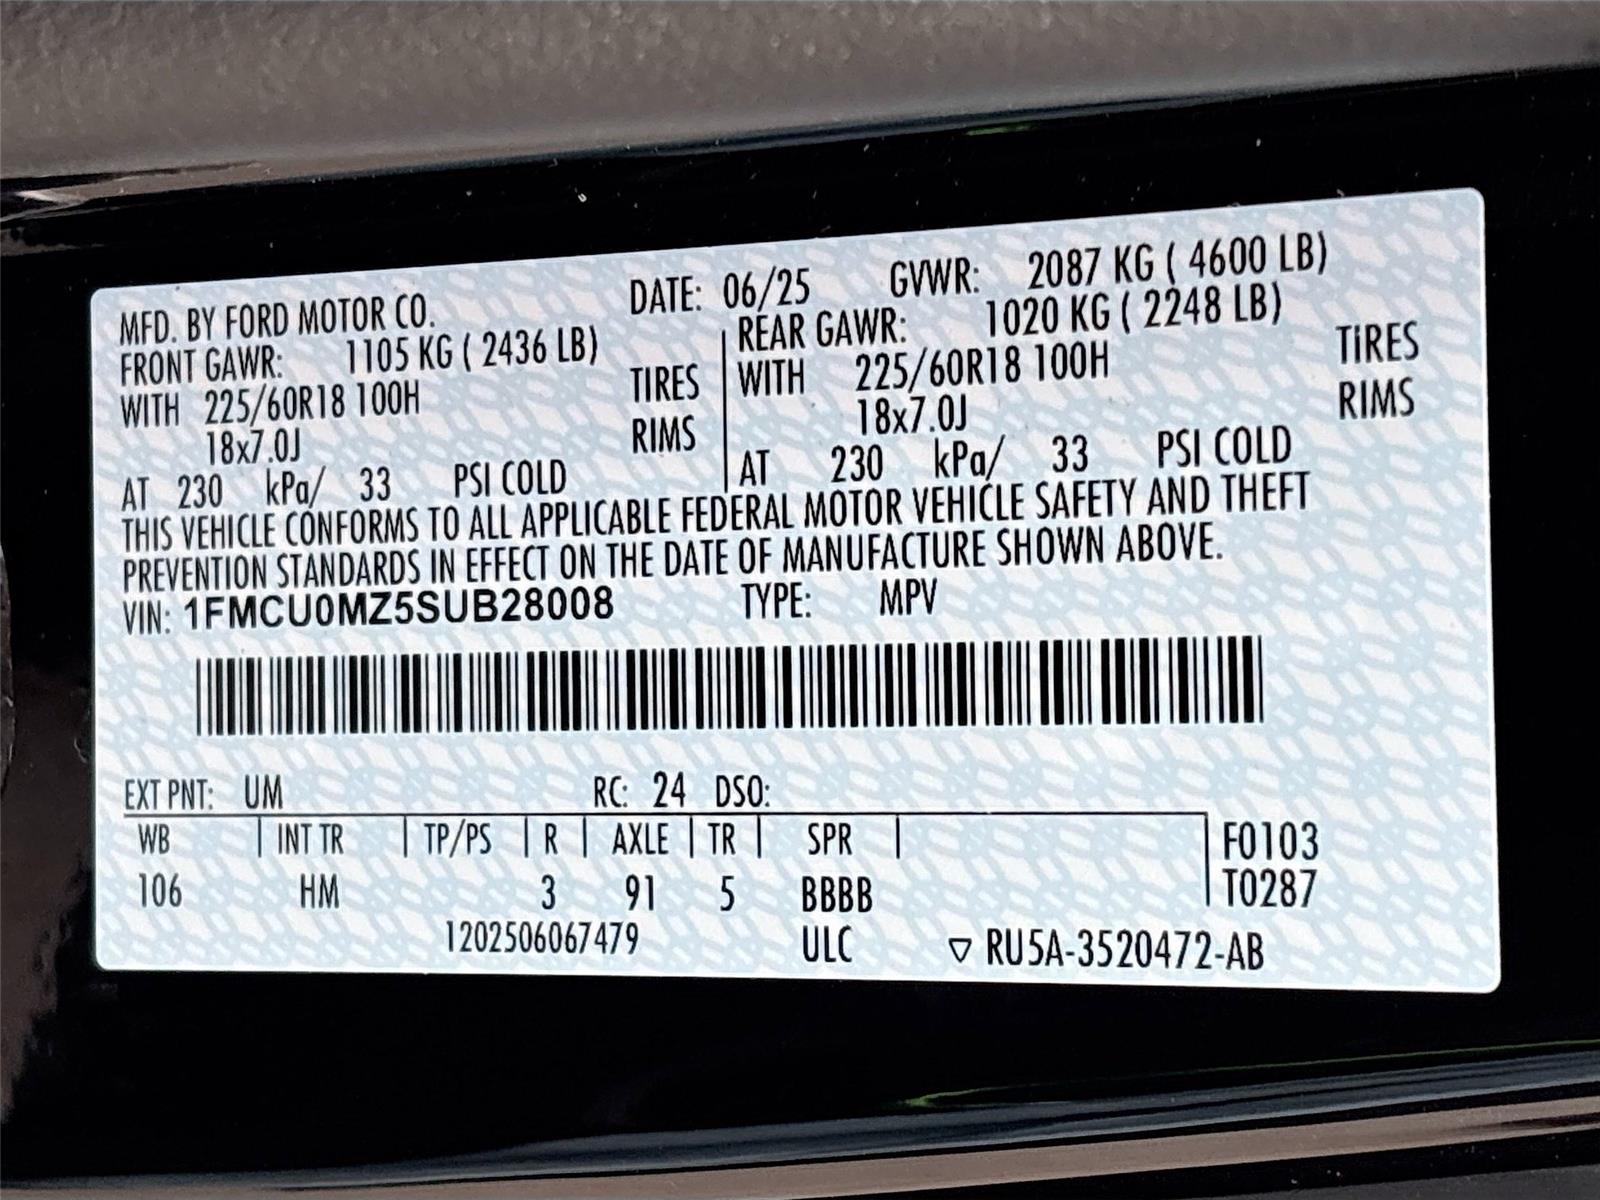 MFD. BY FORD MOTOR CO. DATE: 06/25 GVWR: 2087 KG ( 4600 LB)
FRONT GAWR: 1105 KG ( 2436 LB) REAR GAWR: 1020 KG ( 2248 LB)
WITH 225/60R18 100H TIRES WITH 225/60R18 100H TIRES
18x7.0J RIMS 18x7.0J RIMS
AT 230 kPa/ 33 PSI COLD AT 230 kPa/ 33 PSI COLD
THIS VEHICLE CONFORMS TO ALL APPLICABLE FEDERAL MOTOR VEHICLE SAFETY AND THEFT
PREVENTION STANDARDS IN EFFECT ON THE DATE OF MANUFACTURE SHOWN ABOVE.
VIN: 1FMCU0MZ5SUB28008 TYPE: MPV
EXT PNT: UM RC: 24 DSO:
WB | INT TR | TP/PS | R | AXLE | TR | SPR | F0103
106 HM 3 91 5 BBBB T0287
1202506067479 ULC ▽ RU5A-3520472-AB